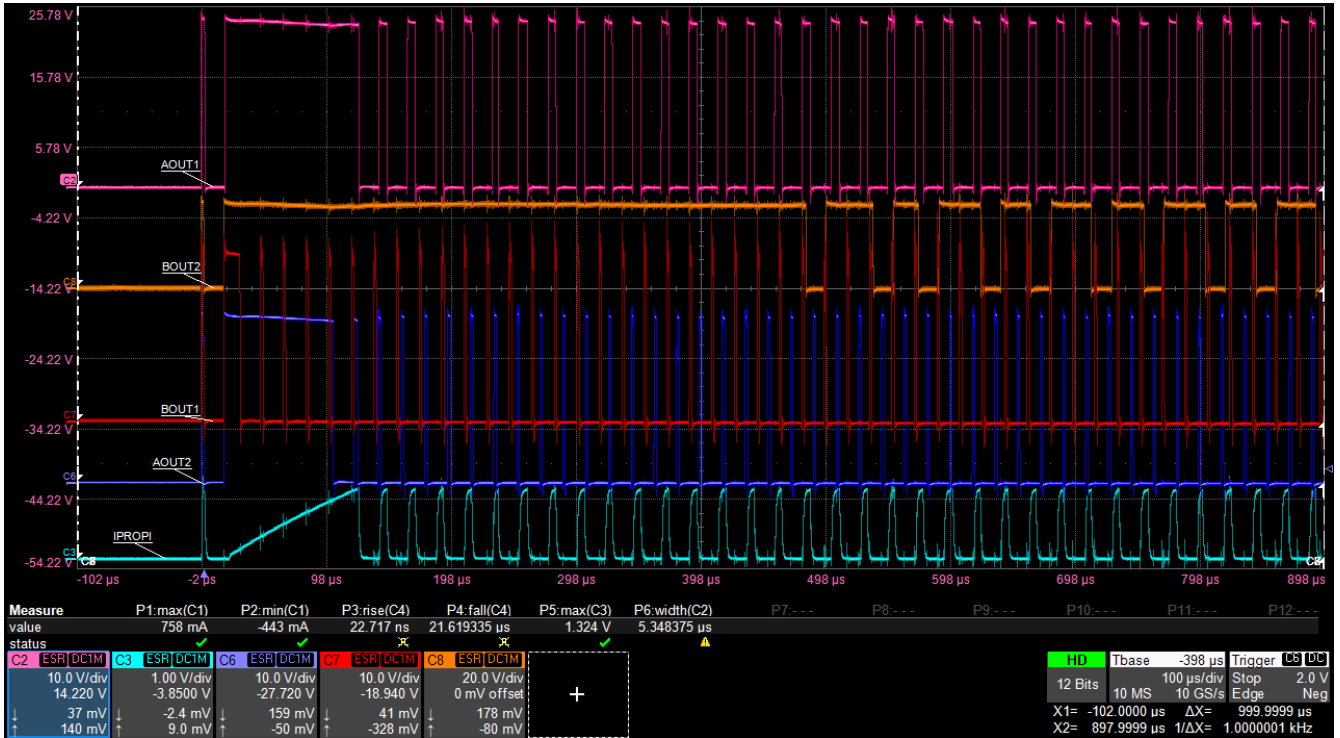 25.78 V
15.78 V
5.78 V
AOUT1
C2
-4.22 V
BOUT2
C8
-14.22 V
-24.22 V
BOUT1
C7
-34.22 V
AOUT2
C6
-44.22 V
IPROPI
C3
-54.22 V
-102 µs -2 µs 98 µs 198 µs 298 µs 398 µs 498 µs 598 µs 698 µs 798 µs 898 µs
Measure P1:max(C1) P2:min(C1) P3:rise(C4) P4:fall(C4) P5:max(C3) P6:width(C2) P7:- - - P8:- - - P9:- - - P10:- - - P11:- - - P12:- - -
value 758 mA -443 mA 22.717 ns 21.619335 µs 1.324 V 5.348375 µs
status
C2 ESR DC1M C3 ESR DC1M C6 ESR DC1M C7 ESR DC1M C8 ESR DC1M HD Tbase -398 µs Trigger C6 DC
10.0 V/div 1.00 V/div 10.0 V/div 10.0 V/div 20.0 V/div 12 Bits 100 µs/div Stop 2.0 V
14.220 V -3.8500 V -27.720 V -18.940 V 0 mV offset + 10 MS 10 GS/s Edge Neg
↓ 37 mV ↓ -2.4 mV ↓ 159 mV ↓ 41 mV ↓ 178 mV X1= -102.0000 µs ΔX= 999.9999 µs
↑ 140 mV ↑ 9.0 mV ↑ -50 mV ↑ -328 mV ↑ -80 mV X2= 897.9999 µs 1/ΔX= 1.0000001 kHz